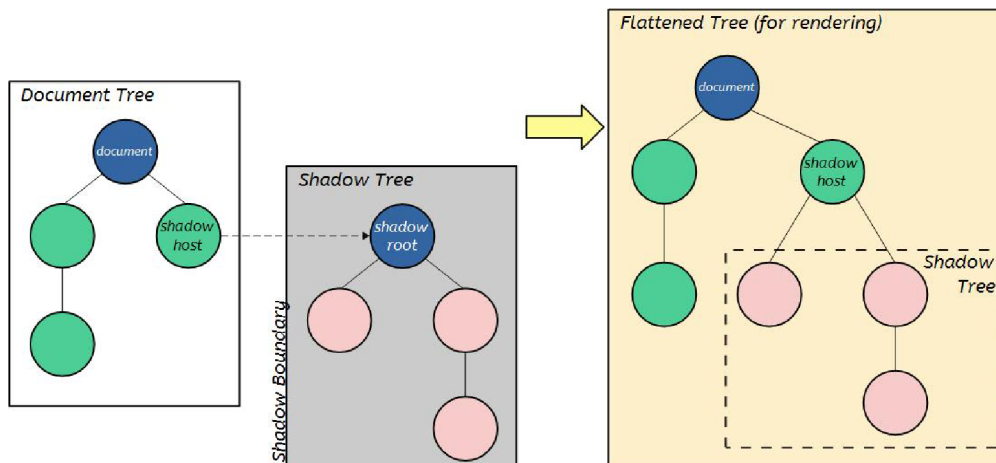 Document Tree
document
shadow
host
Shadow Tree
shadow
root
Shadow Boundary
Flattened Tree (for rendering)
document
shadow
host
Shadow
Tree